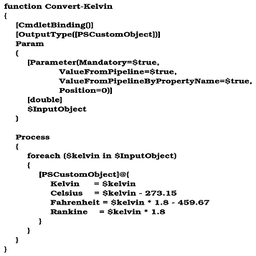 function Convert-Kelvin
{
    [CmdletBinding()]
    [OutputType([PSCustomObject])]
    Param
    (
        [Parameter(Mandatory=$true,
                   ValueFromPipeline=$true,
                   ValueFromPipelineByPropertyName=$true,
                   Position=0)]
        [double]
        $InputObject
    )

    Process
    {
        foreach ($kelvin in $InputObject)
        {
            [PSCustomObject]@{
                Kelvin     = $kelvin
                Celsius    = $kelvin - 273.15
                Fahrenheit = $kelvin * 1.8 - 459.67
                Rankine    = $kelvin * 1.8
            }
        }
    }
}